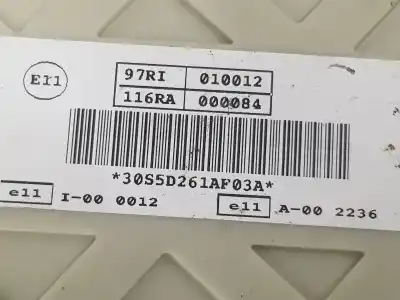 E11
97RI 010012
116RA 000084
*30S5D261AF03A*
e11 I-00 0012
e11 A-00 2236